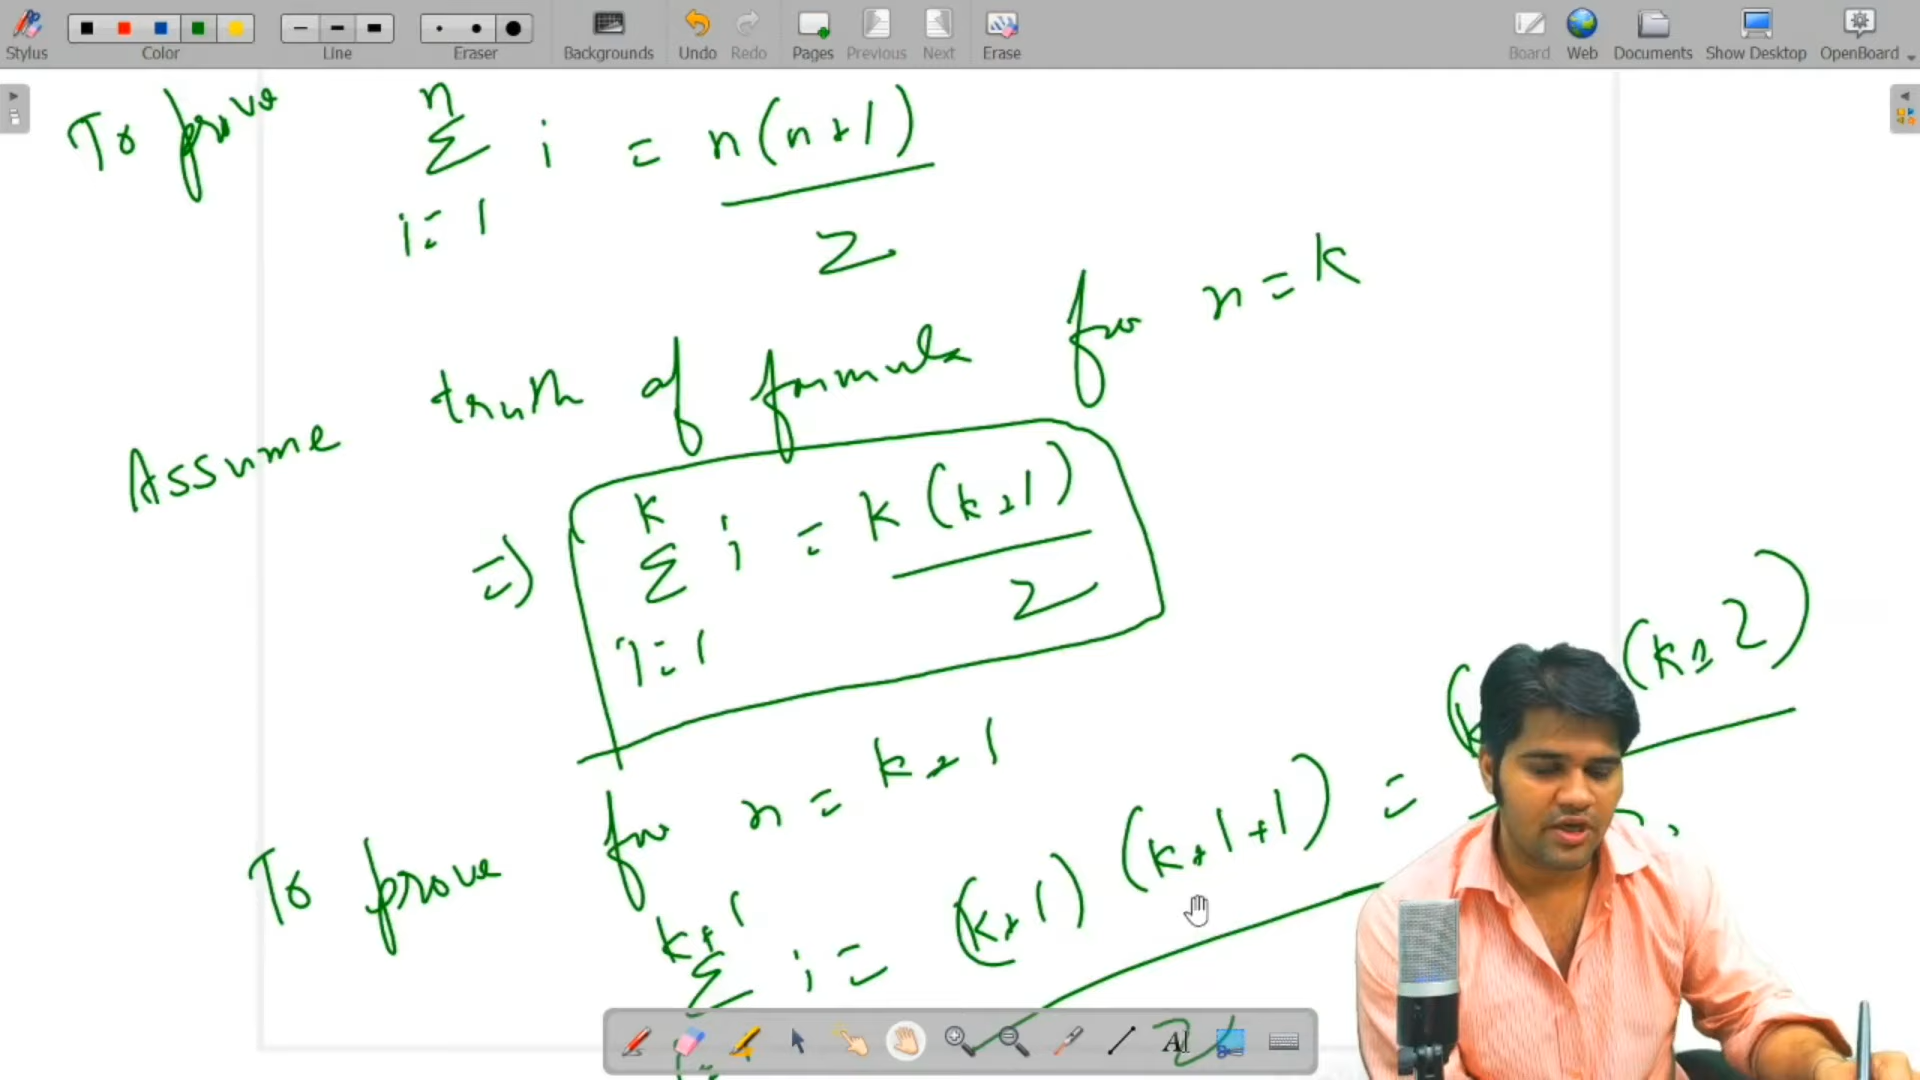 Stylus Color Line Eraser Backgrounds Undo Redo Pages Previous Next Erase Board Web Documents Show Desktop OpenBoard
To prove n Σ i=1 i = n(n+1) / 2
Assume truth of formula for n = k
=) k Σ i=1 i = k(k+1) / 2
To prove for n = k+1
k+1 Σ i = (k+1) (k+1+1) = (k+2)